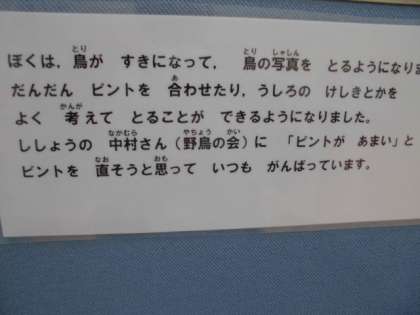 ぼくは、鳥が すきになって、 鳥の写真を とるようになりま
だんだん ピントを 合わせたり、うしろの けしきとかを
よく 考えて とることが できるようになりました。
ししょうの 中村さん（野鳥の会）に 「ピントが あまい」と
ピントを 直そうと思って いつも がんばっています。